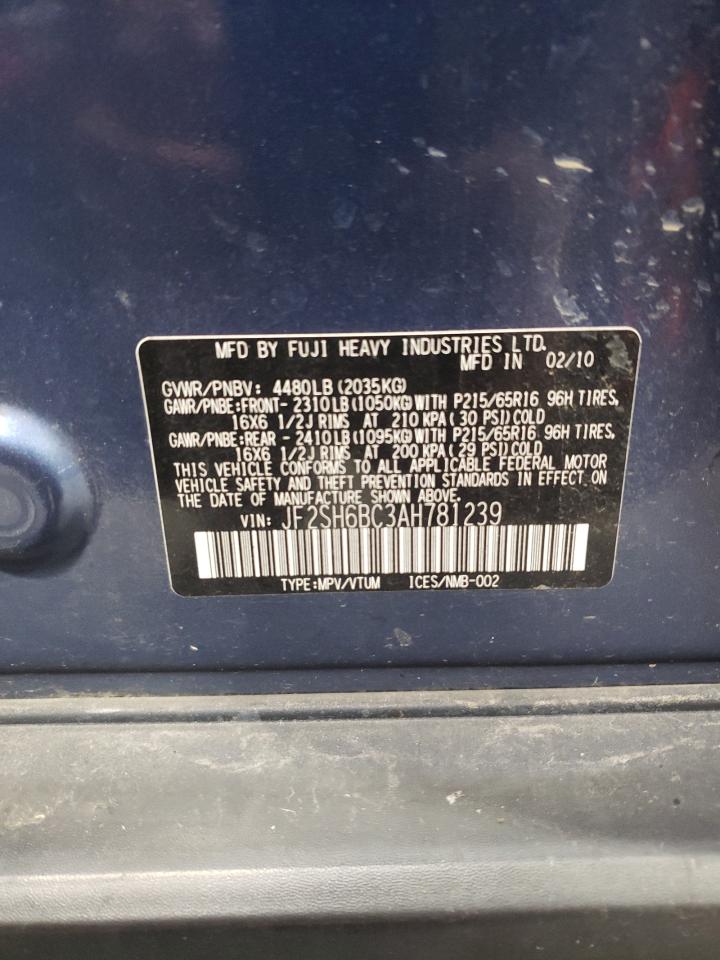 MFD BY FUJI HEAVY INDUSTRIES LTD.
MFD IN 02/10
GVWR/PNBV: 4480LB (2035KG)
GAWR/PNBE:FRONT- 2310LB(1050KG)WITH P215/65R16 96H TIRES,
16X6 1/2J RIMS AT 210 KPA( 30 PSI)COLD
GAWR/PNBE:REAR - 2410LB(1095KG)WITH P215/65R16 96H TIRES,
16X6 1/2J RIMS AT 200 KPA( 29 PSI)COLD
THIS VEHICLE CONFORMS TO ALL APPLICABLE FEDERAL MOTOR
VEHICLE SAFETY AND THEFT PREVENTION STANDARDS IN EFFECT ON
THE DATE OF MANUFACTURE SHOWN ABOVE.
VIN: JF2SH6BC3AH781239
TYPE:MPV/VTUM ICES/NMB-002